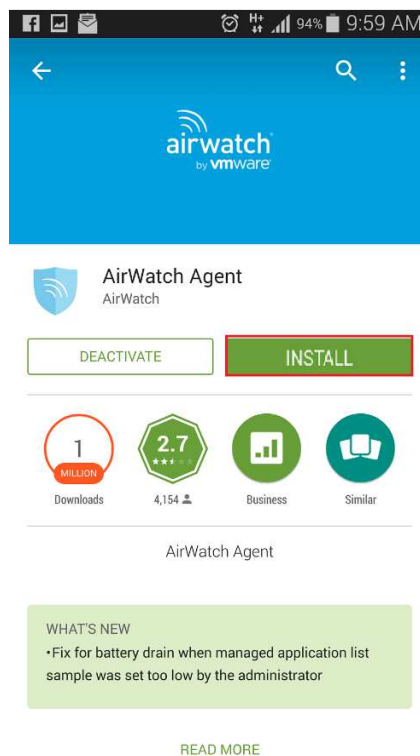 H+
94% 9:59 AM
airwatch
by vmware
AirWatch Agent
AirWatch
DEACTIVATE
INSTALL
1
MILLION
Downloads
2.7
4,154
Business
Similar
AirWatch Agent
WHAT'S NEW
•Fix for battery drain when managed application list
sample was set too low by the administrator
READ MORE